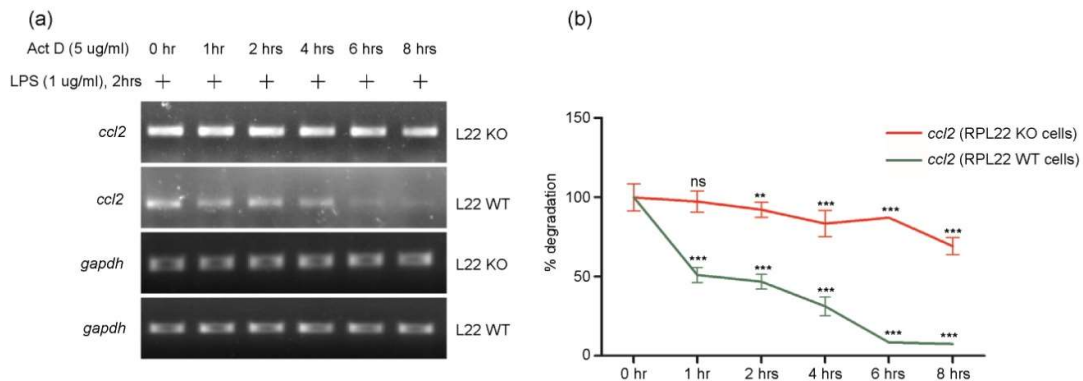 (a)
Act D (5 ug/ml) 0 hr 1hr 2 hrs 4 hrs 6 hrs 8 hrs
LPS (1 ug/ml), 2hrs + + + + + +
ccl2 L22 KO
ccl2 L22 WT
gapdh L22 KO
gapdh L22 WT
(b)
150
ccl2 (RPL22 KO cells)
ccl2 (RPL22 WT cells)
ns
** *** *** ***
100
% degradation
*** *** ***
50
*** ***
0
0 hr 1 hr 2 hrs 4 hrs 6 hrs 8 hrs